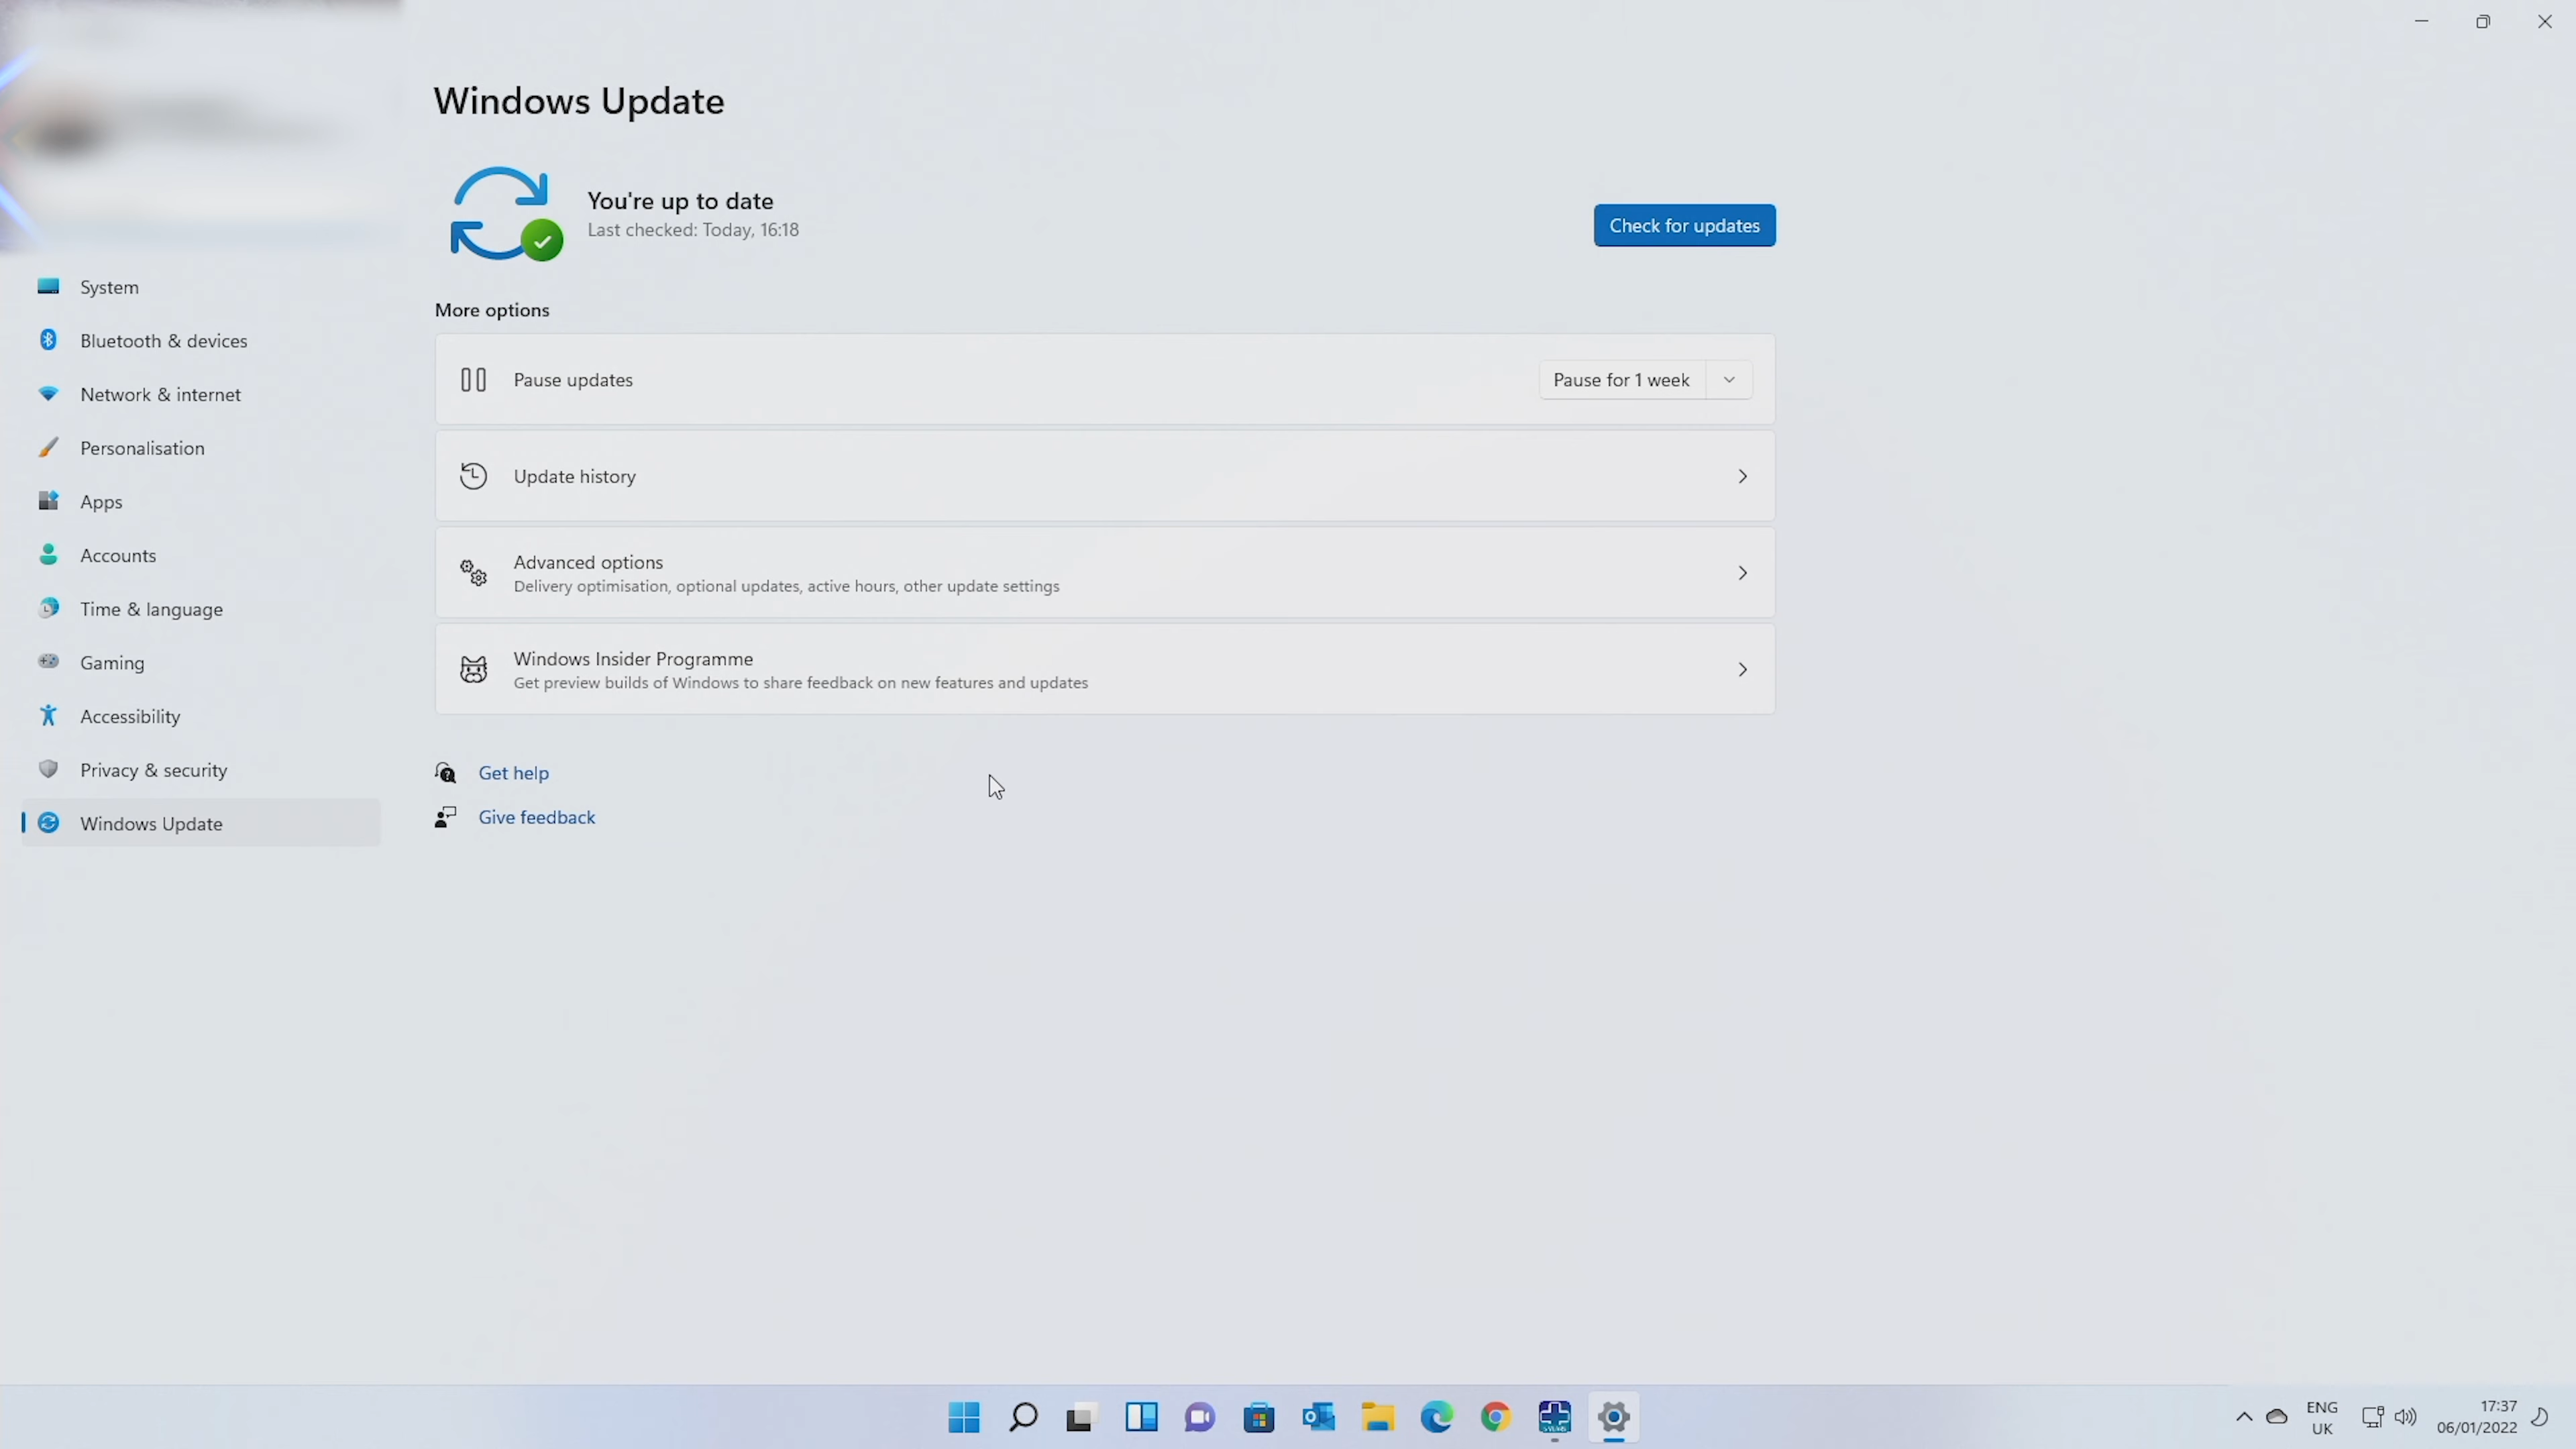 Windows Update
You're up to date
Last checked: Today, 16:18
Check for updates
System
Bluetooth & devices
Network & internet
Personalisation
Apps
Accounts
Time & language
Gaming
Accessibility
Privacy & security
Windows Update
More options
Pause updates
Pause for 1 week
Update history
Advanced options
Delivery optimisation, optional updates, active hours, other update settings
Windows Insider Programme
Get preview builds of Windows to share feedback on new features and updates
Get help
Give feedback
ENG
UK
17:37
06/01/2022